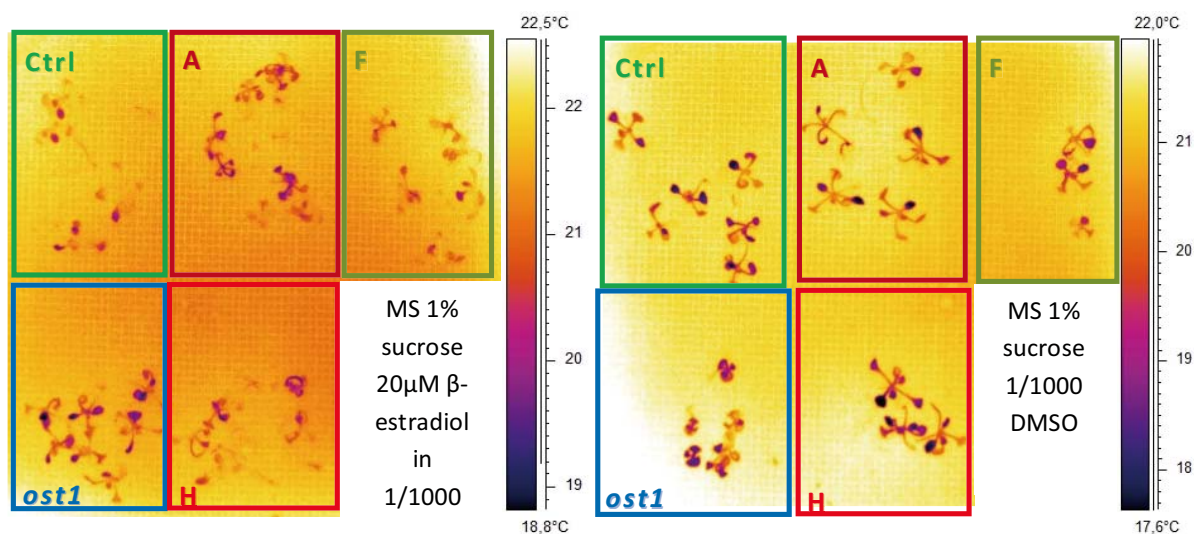 22,5°C
Ctrl
A
F
22
21
20
19
18,8°C
ost1
H
MS 1%
sucrose
20µM β-
estradiol
in
1/1000
22,0°C
Ctrl
A
F
21
20
19
18
17,6°C
ost1
H
MS 1%
sucrose
1/1000
DMSO